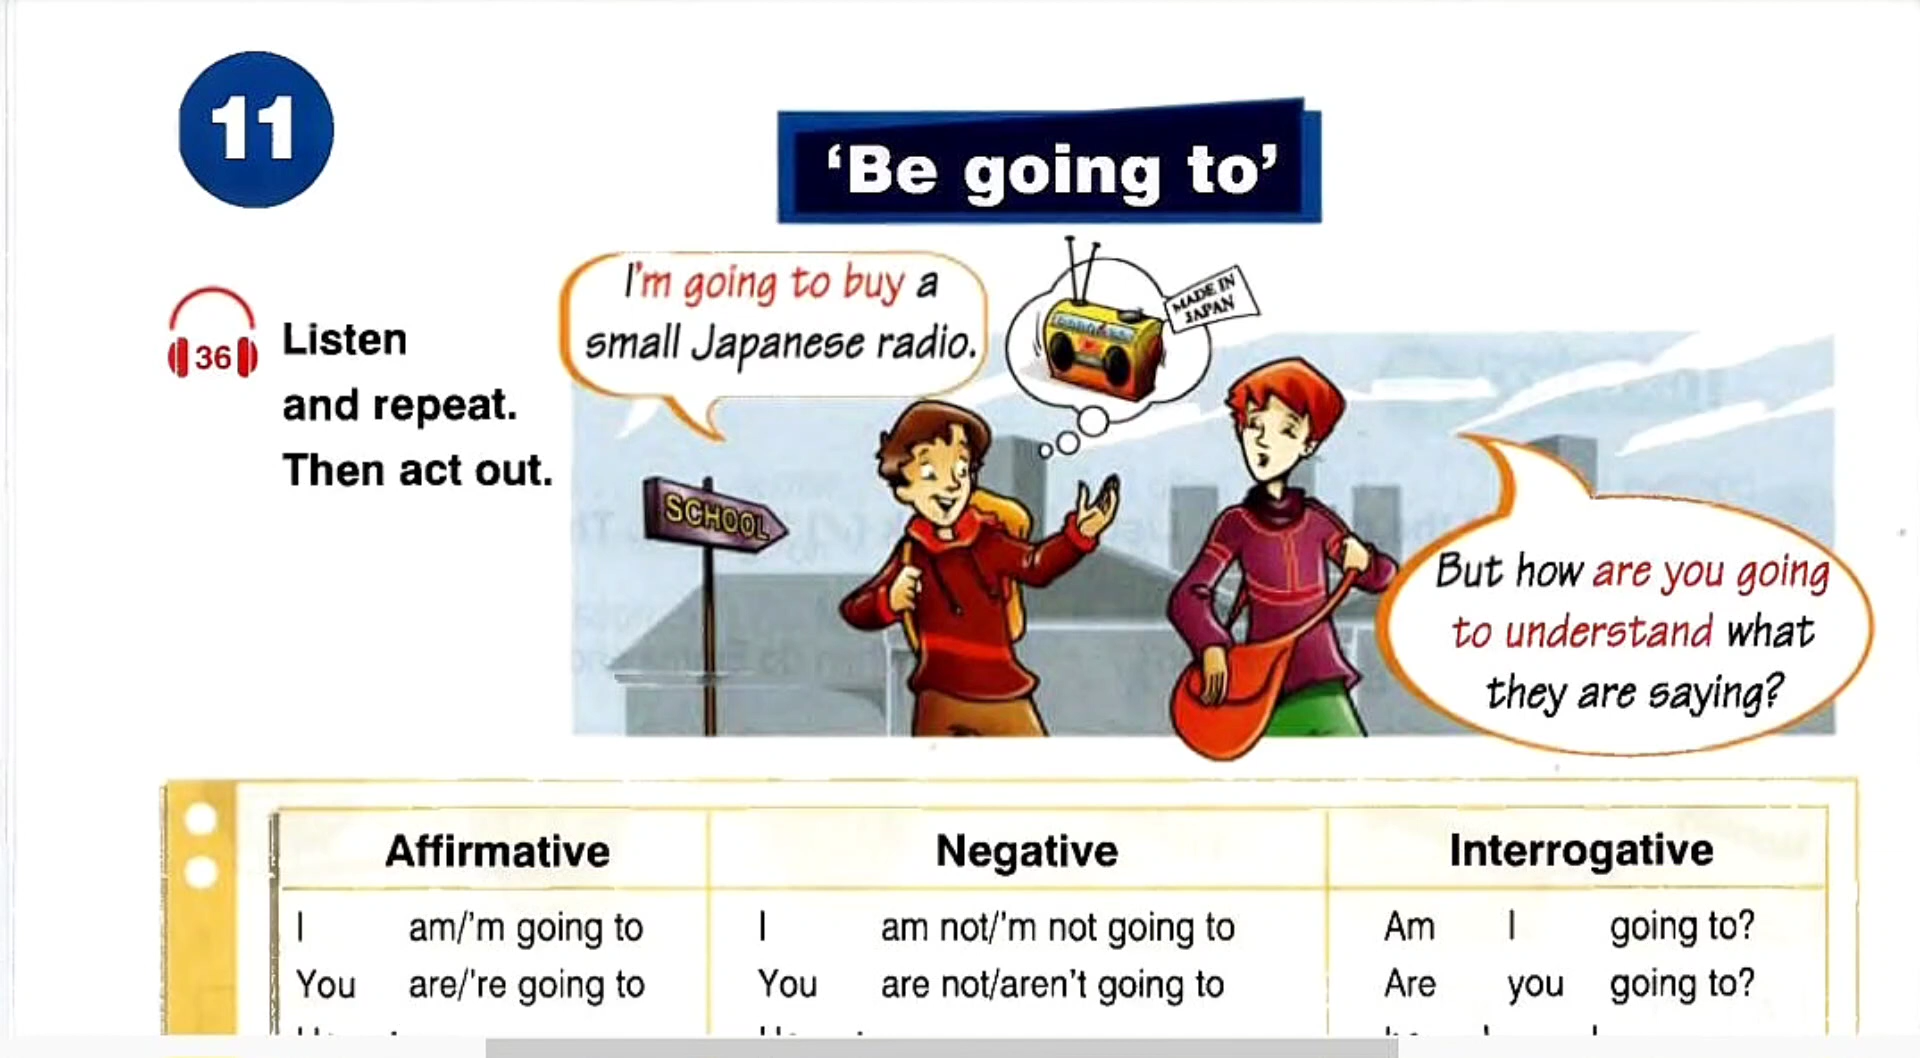 11
‘Be going to’
36
Listen
and repeat.
Then act out.
I'm going to buy a
small Japanese radio.
MADE IN
JAPAN
SCHOOL
But how are you going
to understand what
they are saying?
Affirmative Negative Interrogative
I am/'m going to I am not/'m not going to Am I going to?
You are/'re going to You are not/aren't going to Are you going to?